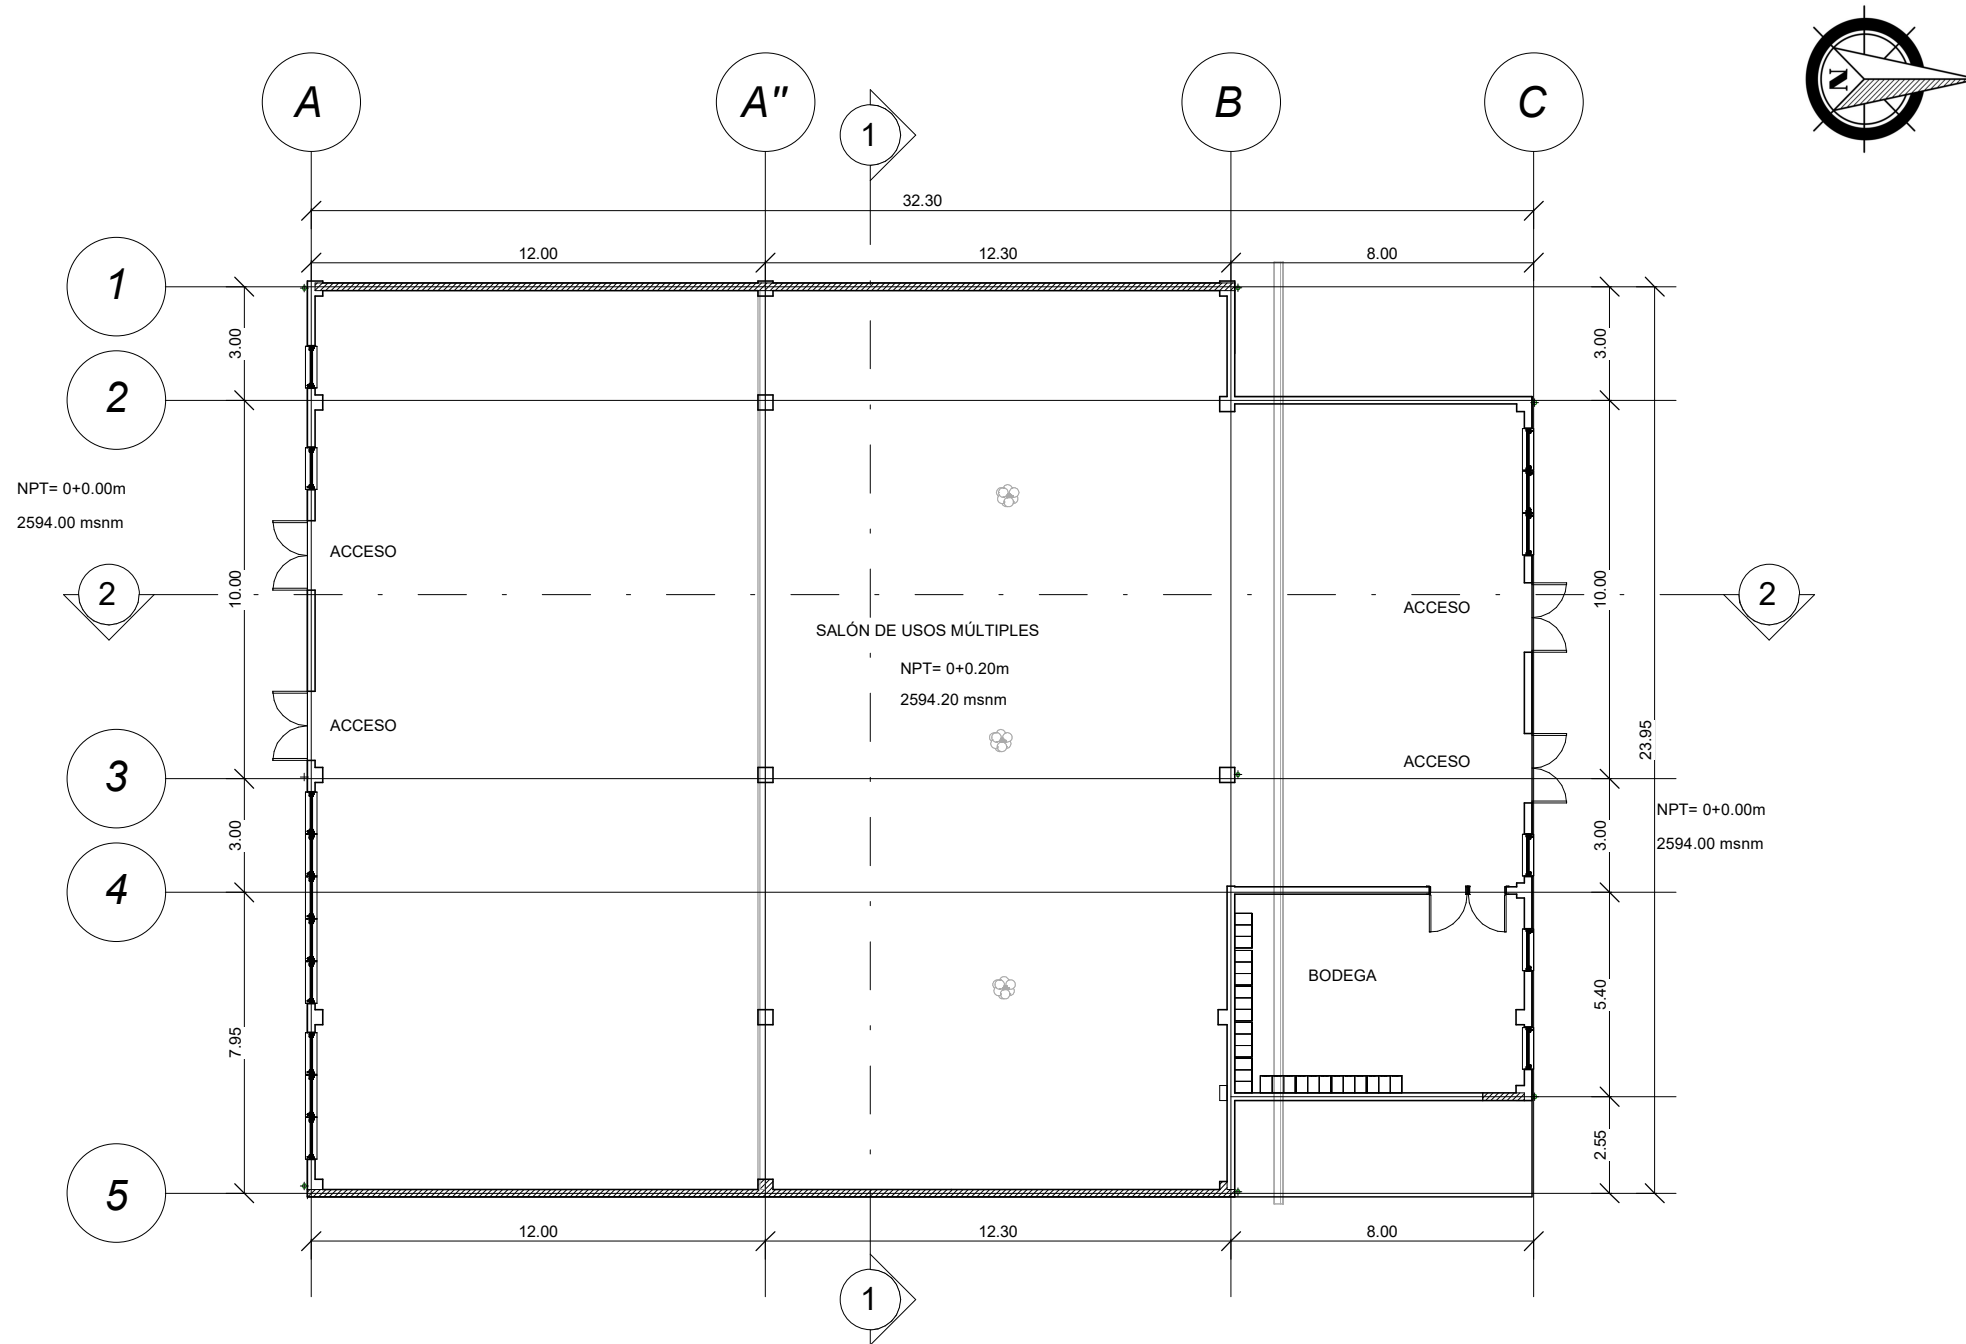 A
A"
B
C
N
1
32.30
12.00
12.30
8.00
1
3.00
3.00
2
NPT= 0+0.00m
2594.00 msnm
ACCESO
10.00
10.00
2
2
ACCESO
SALÓN DE USOS MÚLTIPLES
NPT= 0+0.20m
2594.20 msnm
ACCESO
23.95
ACCESO
3
NPT= 0+0.00m
2594.00 msnm
3.00
3.00
4
BODEGA
5.40
7.95
2.55
5
12.00
12.30
8.00
1